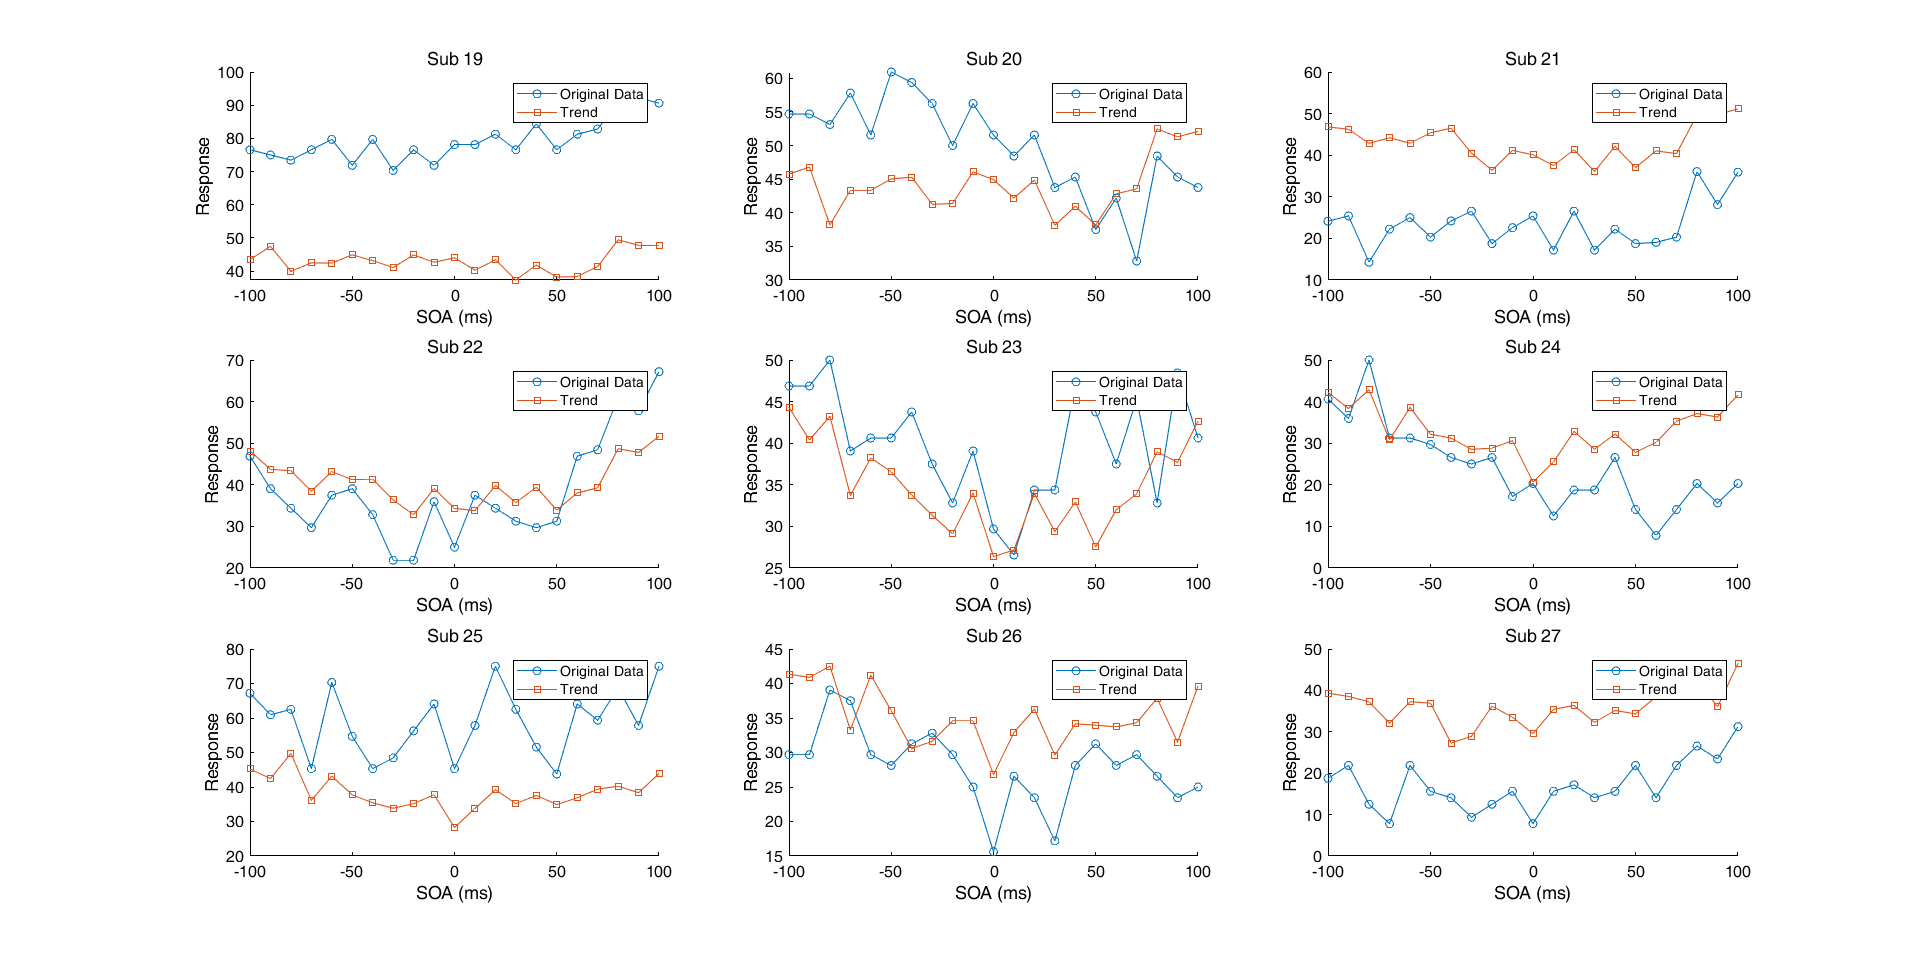 Sub 19
Original Data
Trend
Response
100
90
80
70
60
50
40
-100 -50 0 50 100
SOA (ms)
Sub 20
Original Data
Trend
Response
60
55
50
45
40
35
30
-100 -50 0 50 100
SOA (ms)
Sub 21
Original Data
Trend
Response
60
50
40
30
20
10
-100 -50 0 50 100
SOA (ms)
Sub 22
Original Data
Trend
Response
70
60
50
40
30
20
-100 -50 0 50 100
SOA (ms)
Sub 23
Original Data
Trend
Response
50
45
40
35
30
25
-100 -50 0 50 100
SOA (ms)
Sub 24
Original Data
Trend
Response
50
40
30
20
10
0
-100 -50 0 50 100
SOA (ms)
Sub 25
Original Data
Trend
Response
80
70
60
50
40
30
20
-100 -50 0 50 100
SOA (ms)
Sub 26
Original Data
Trend
Response
45
40
35
30
25
20
15
-100 -50 0 50 100
SOA (ms)
Sub 27
Original Data
Trend
Response
50
40
30
20
10
0
-100 -50 0 50 100
SOA (ms)